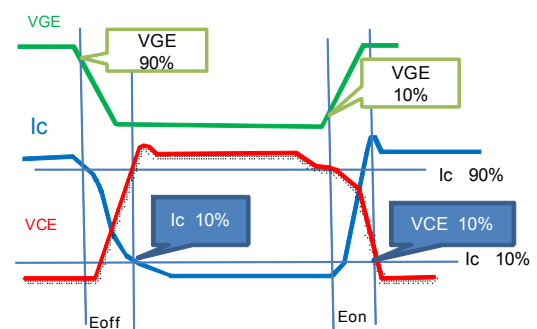 VGE
VGE
90%
VGE
10%
Ic
Ic 90%
VCE
Ic 10%
VCE 10%
Ic 10%
Eoff
Eon